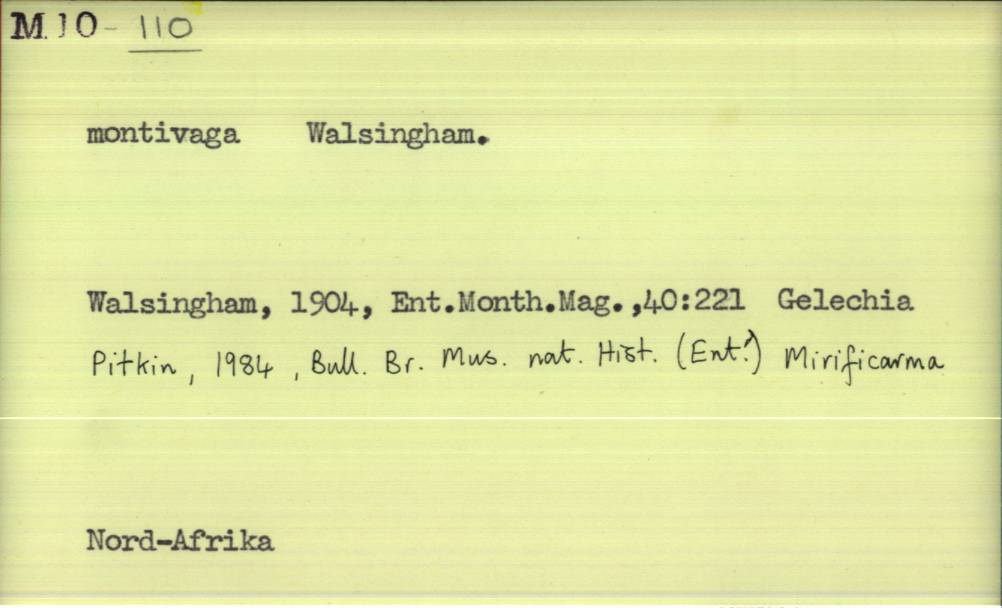 M.10-110
montivaga Walsingham.
Walsingham, 1904, Ent.Month.Mag.,40:221 Gelechia
Pitkin, 1984, Bull. Br. Mus. nat. Hist. (Ent.) Mirificarma
Nord-Afrika